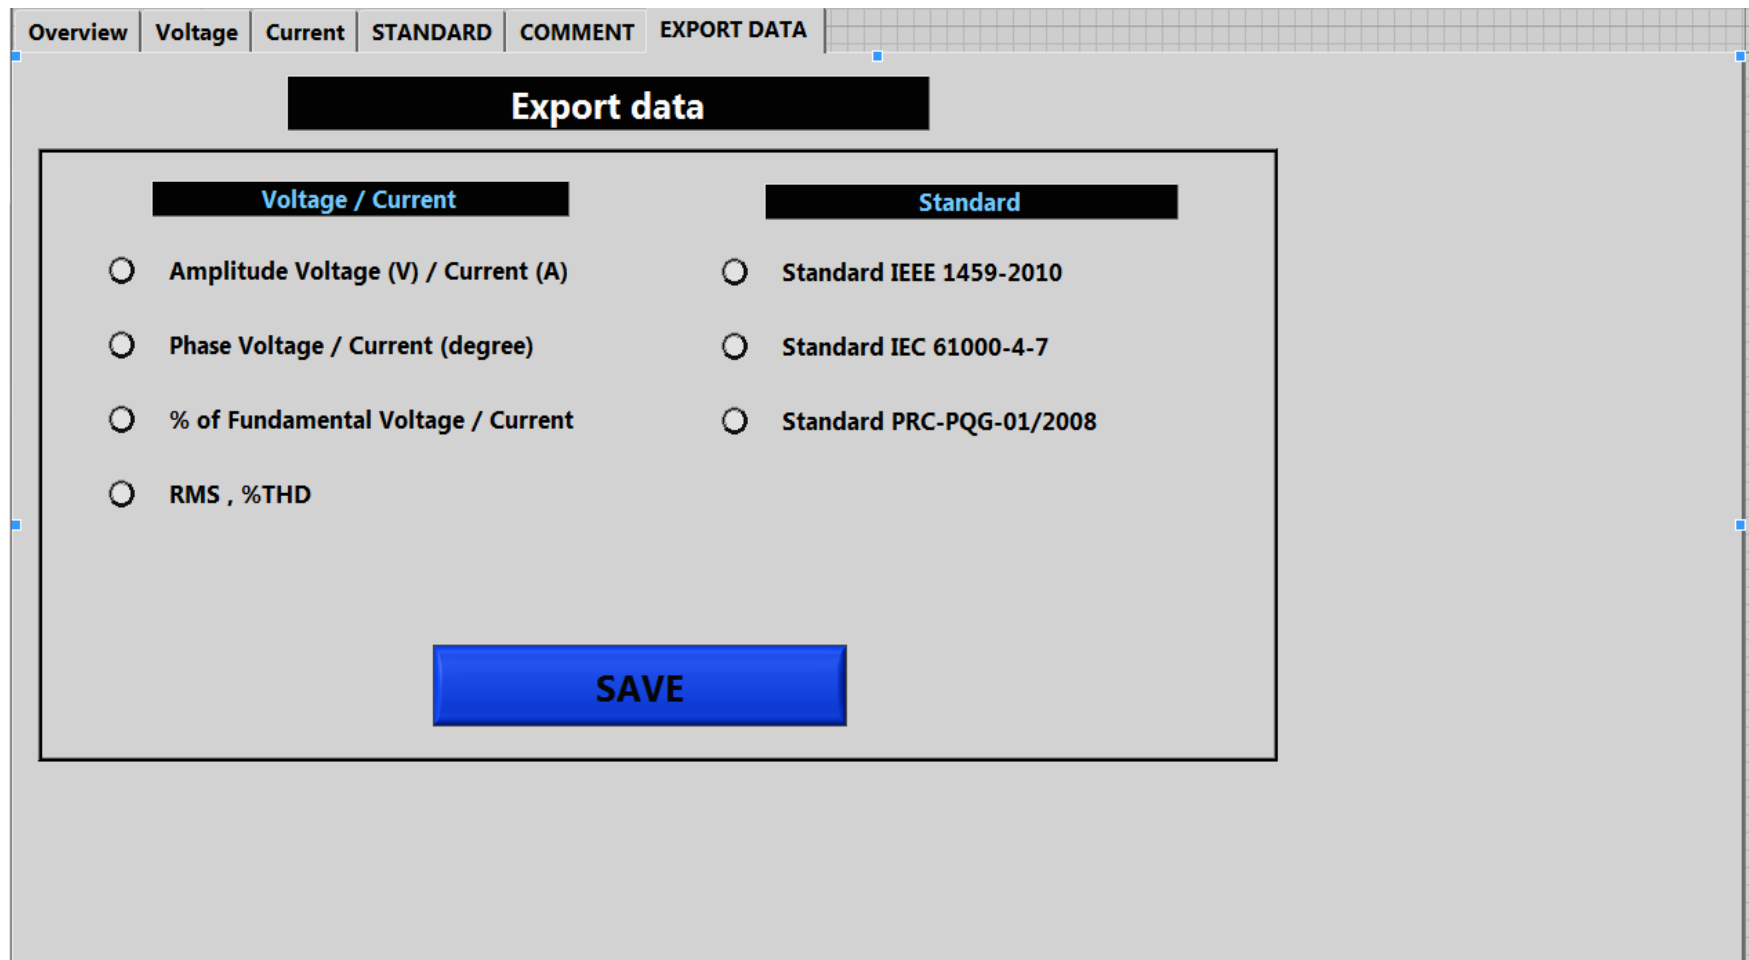 Overview Voltage Current STANDARD COMMENT EXPORT DATA
Export data
Voltage / Current
Amplitude Voltage (V) / Current (A)
Phase Voltage / Current (degree)
% of Fundamental Voltage / Current
RMS , %THD
Standard
Standard IEEE 1459-2010
Standard IEC 61000-4-7
Standard PRC-PQG-01/2008
SAVE